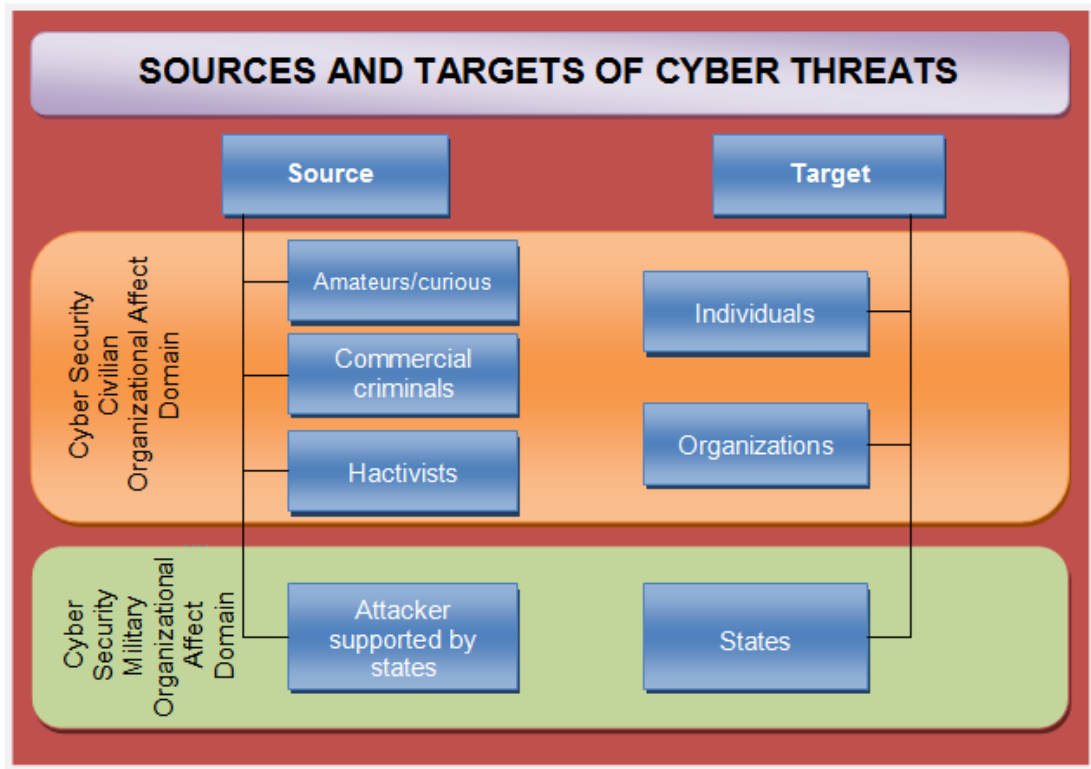 SOURCES AND TARGETS OF CYBER THREATS
Source
Target
Cyber Security
Civilian
Organizational Affect
Domain
Amateurs/curious
Commercial
criminals
Hactivists
Individuals
Organizations
Cyber
Security
Military
Organizational
Affect
Domain
Attacker
supported by
states
States